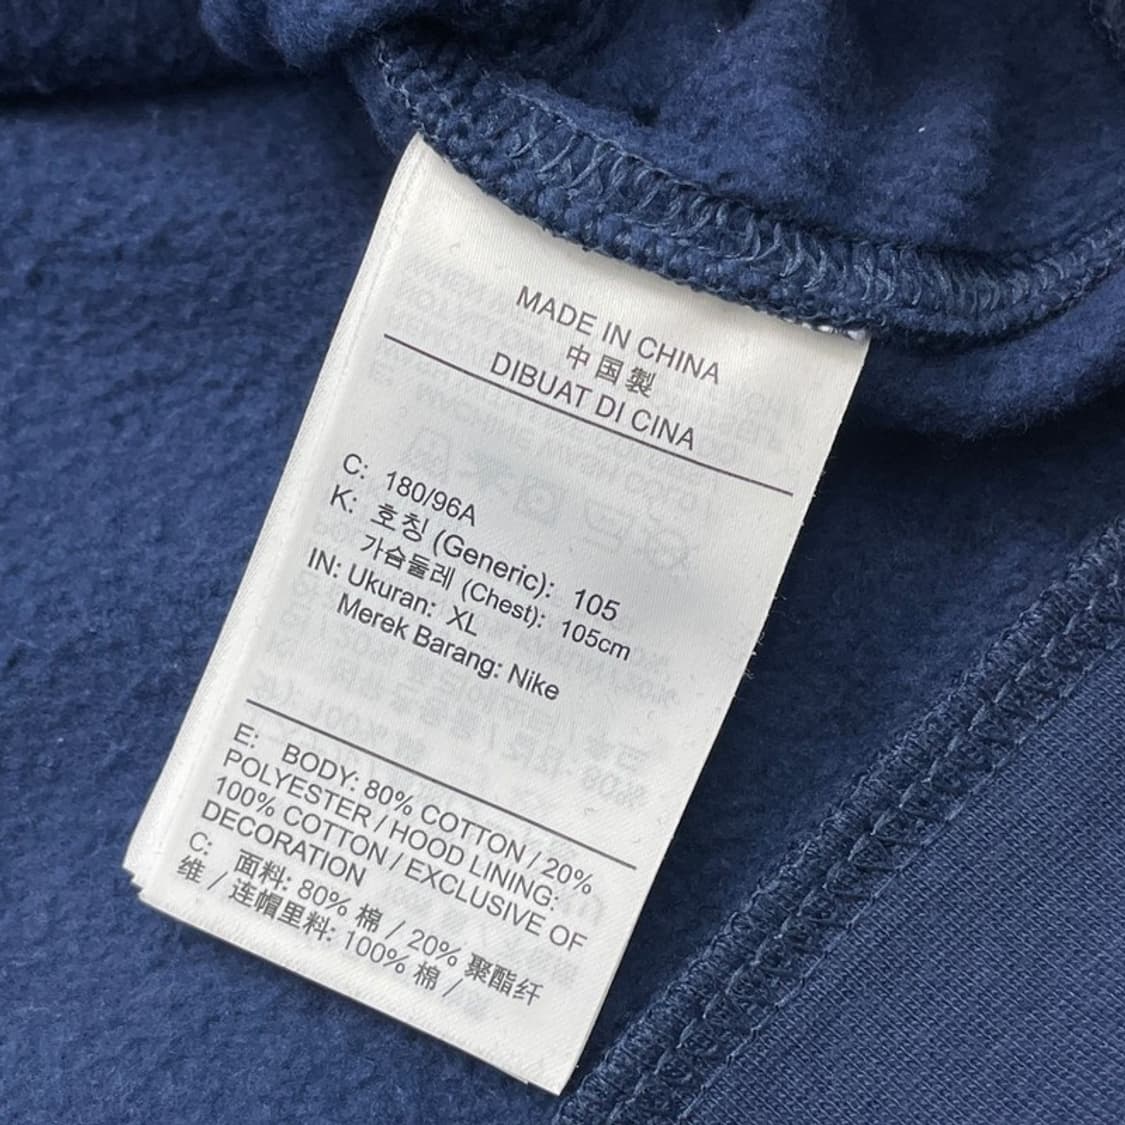 MADE IN CHINA
中国製
DIBUAT DI CINA
C: 180/96A
K: 호칭 (Generic): 105
가슴둘레 (Chest): 105cm
IN: Ukuran: XL
Merek Barang: Nike
E: BODY: 80% COTTON / 20%
POLYESTER / HOOD LINING:
100% COTTON / EXCLUSIVE OF
DECORATION
C: 面料: 80% 棉 / 20% 聚酯纤
维 / 连帽里料: 100% 棉 /